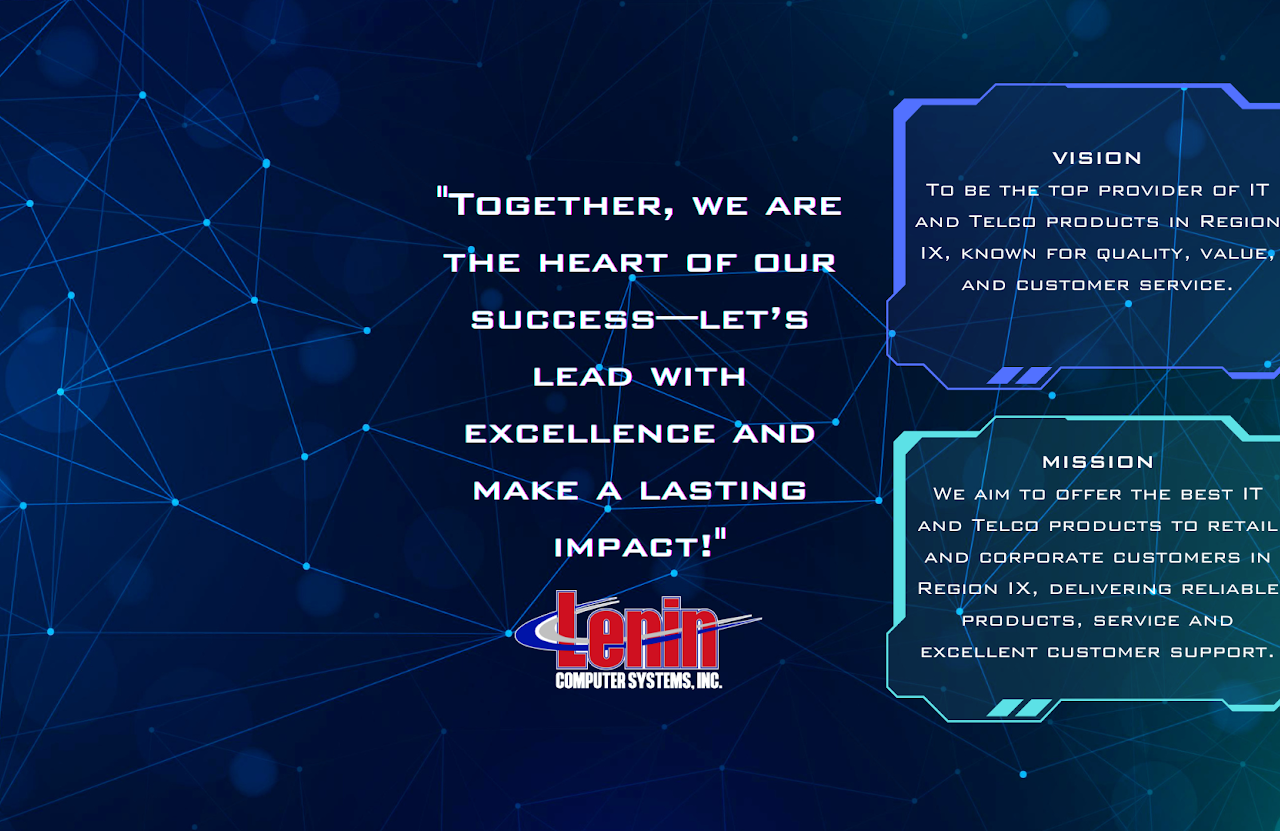 "Together, we are
the heart of our
success—let's
lead with
excellence and
make a lasting
impact!"
Lenin
COMPUTER SYSTEMS, INC.
VISION
To be the top provider of IT
and Telco products in Region
IX, known for quality, value,
and customer service.
MISSION
We aim to offer the best IT
and Telco products to retail
and corporate customers in
Region IX, delivering reliable
products, service and
excellent customer support.